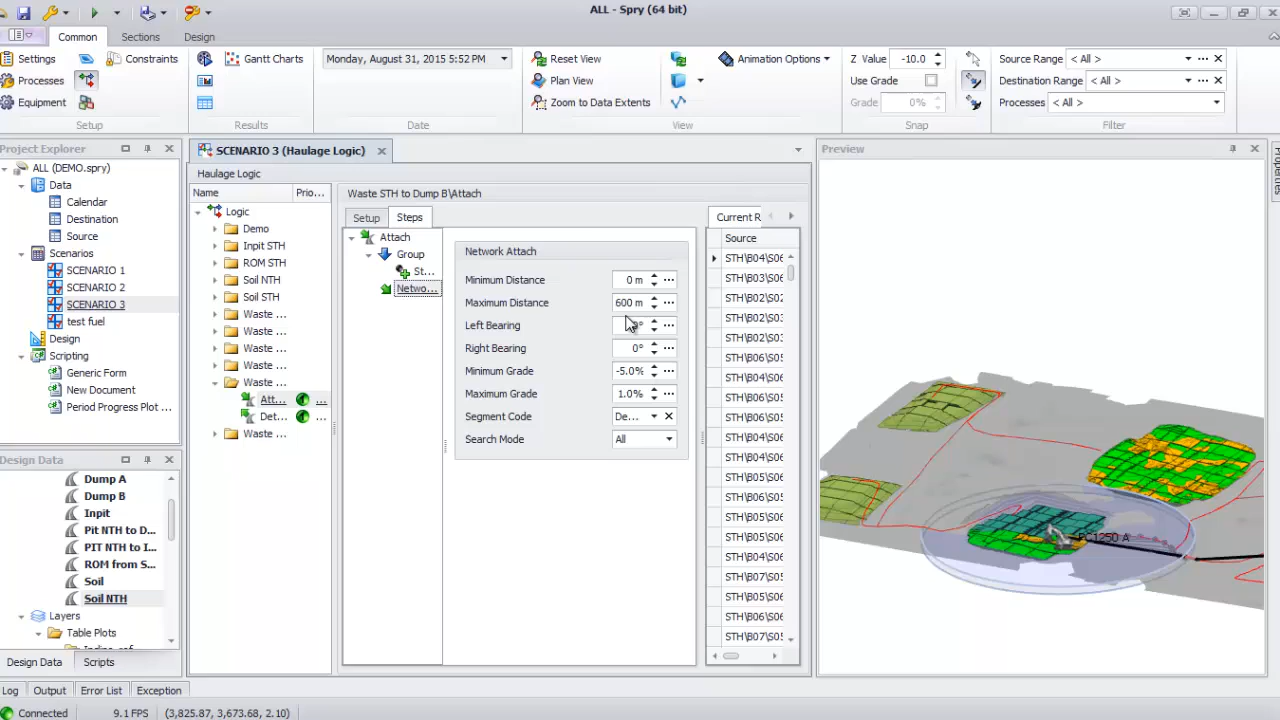 ALL - Spry (64 bit)
Common Sections Design
Settings
Constraints
Processes
Equipment
Setup
Gantt Charts
Results
Monday, August 31, 2015 5:52 PM
Date
Reset View
Plan View
Zoom to Data Extents
View
Animation Options
Z Value -10.0
Use Grade
Grade 0%
Snap
Source Range < All >
Destination Range < All >
Processes < All >
Filter
Project Explorer
ALL (DEMO.spry)
Data
Calendar
Destination
Source
Scenarios
SCENARIO 1
SCENARIO 2
SCENARIO 3
test fuel
Design
Scripting
Generic Form
New Document
Period Progress Plot ...
Design Data
Dump A
Dump B
Inpit
Pit NTH to D...
PIT NTH to I...
ROM from S...
Soil
Soil NTH
Layers
Table Plots
Design Data Scripts
Log Output Error List Exception
Connected 9.1 FPS (3,825.87, 3,673.68, 2.10)
SCENARIO 3 (Haulage Logic)
Haulage Logic
Name Prio...
Logic
Demo
Inpit STH
ROM STH
Soil NTH
Soil STH
Waste ...
Waste ...
Waste ...
Waste ...
Waste ...
Att... ...
Det... ...
Waste ...
Waste STH to Dump B\Attach
Setup Steps
Attach
Group
St...
Netwo...
Network Attach
Minimum Distance 0 m
Maximum Distance 600 m
Left Bearing
Right Bearing 0°
Minimum Grade -5.0%
Maximum Grade 1.0%
Segment Code De...
Search Mode All
Current R
Source
STH\B04\S06
STH\B03\S06
STH\B02\S02
STH\B02\S03
STH\B02\S03
STH\B06\S05
STH\B04\S06
STH\B06\S05
STH\B06\S05
STH\B04\S06
STH\B04\S06
STH\B06\S05
STH\B05\S06
STH\B05\S06
STH\B05\S06
STH\B04\S06
STH\B07\S05
STH\B05\S06
STH\B06\S06
STH\B07\S05
Preview
PC1250 A
Properties